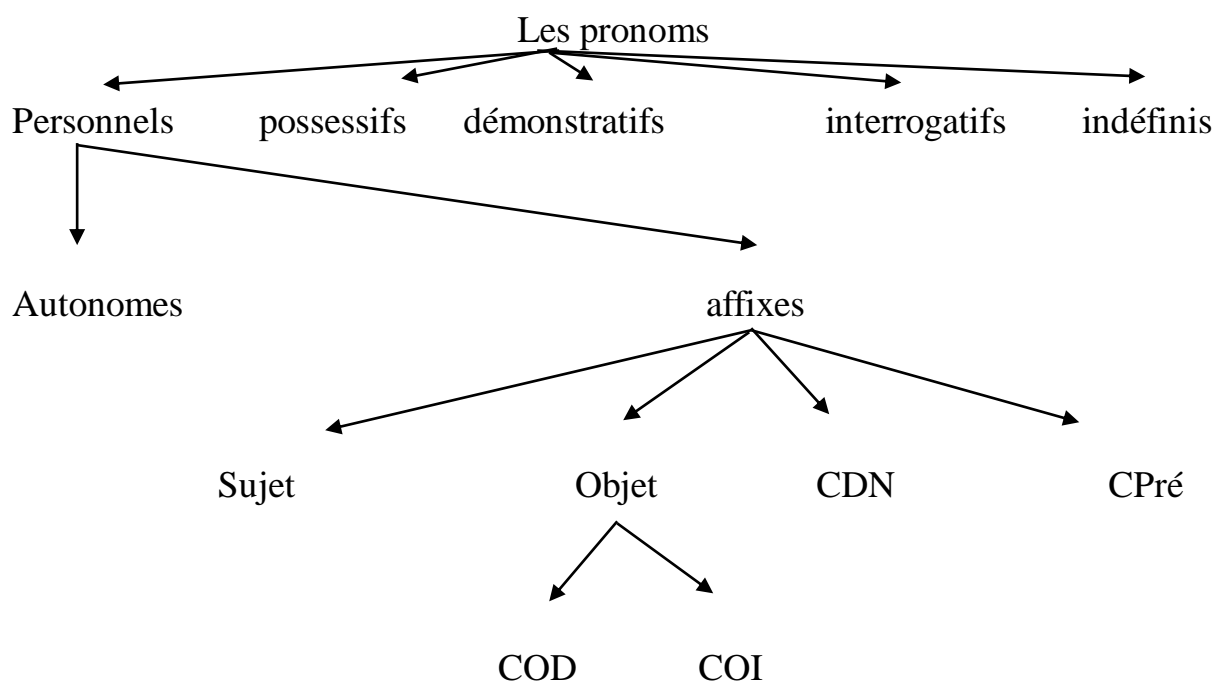 Les pronoms
Personnels possessifs démonstratifs interrogatifs indéfinis
Autonomes affixes
Sujet Objet CDN CPré
COD COI